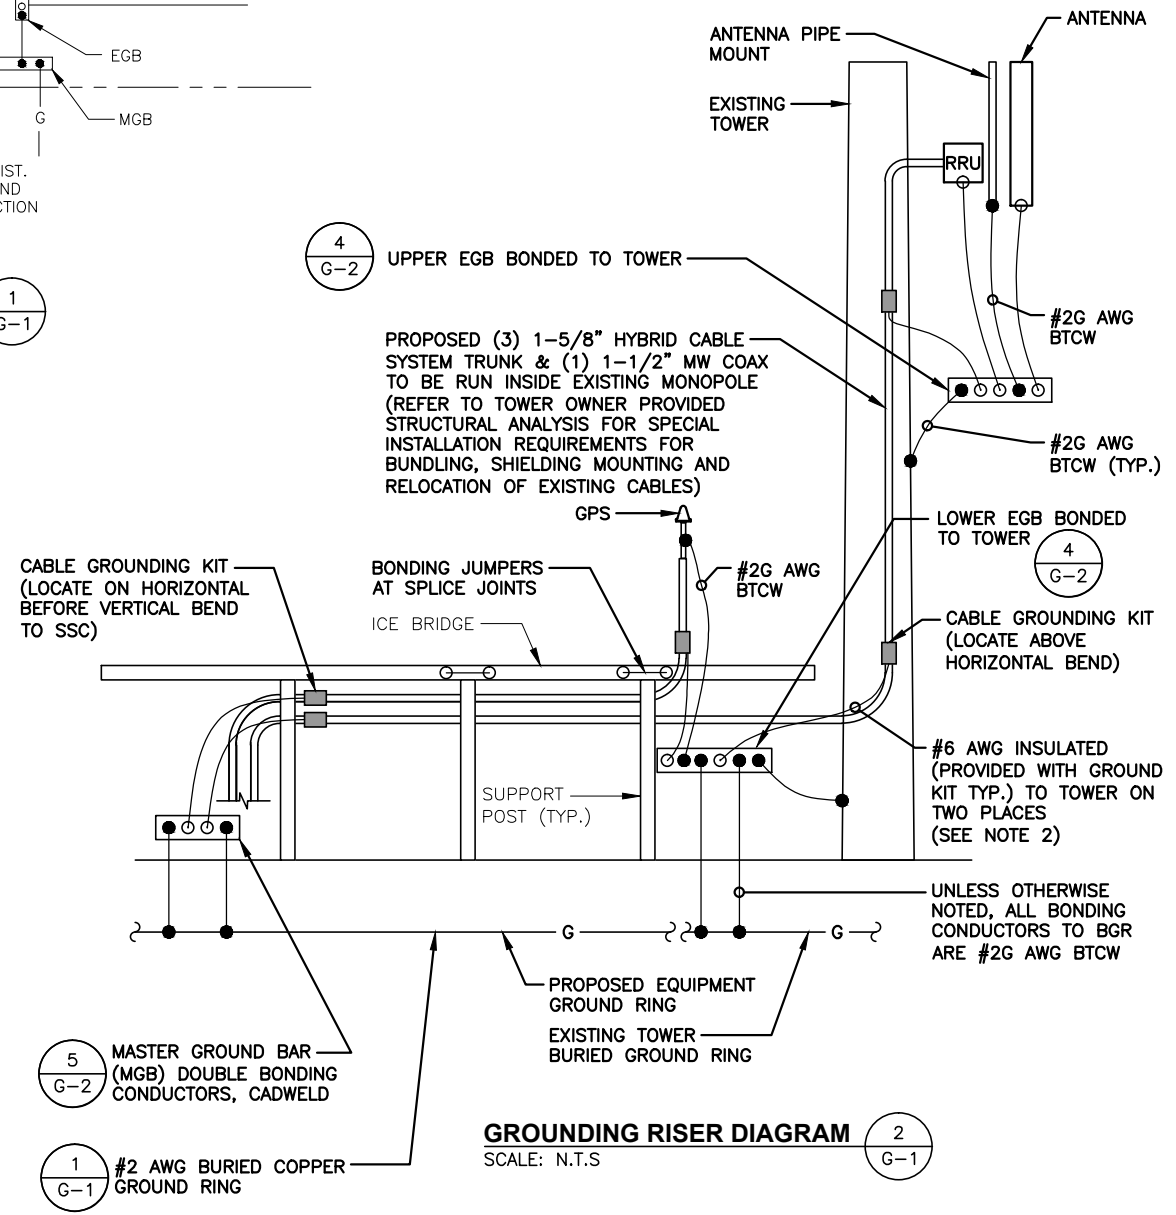 EGB
MGB
G
IST.
ND
CTION
1
G-1
ANTENNA
ANTENNA PIPE
MOUNT
EXISTING
TOWER
RRU
4
G-2
UPPER EGB BONDED TO TOWER
#2G AWG
BTCW
PROPOSED (3) 1-5/8" HYBRID CABLE
SYSTEM TRUNK & (1) 1-1/2" MW COAX
TO BE RUN INSIDE EXISTING MONOPOLE
(REFER TO TOWER OWNER PROVIDED
STRUCTURAL ANALYSIS FOR SPECIAL
INSTALLATION REQUIREMENTS FOR
BUNDLING, SHIELDING MOUNTING AND
RELOCATION OF EXISTING CABLES)
#2G AWG
BTCW (TYP.)
GPS
LOWER EGB BONDED
TO TOWER
4
G-2
CABLE GROUNDING KIT
(LOCATE ON HORIZONTAL
BEFORE VERTICAL BEND
TO SSC)
BONDING JUMPERS
AT SPLICE JOINTS
#2G AWG
BTCW
ICE BRIDGE
CABLE GROUNDING KIT
(LOCATE ABOVE
HORIZONTAL BEND)
#6 AWG INSULATED
(PROVIDED WITH GROUND
KIT TYP.) TO TOWER ON
TWO PLACES
(SEE NOTE 2)
SUPPORT
POST (TYP.)
UNLESS OTHERWISE
NOTED, ALL BONDING
CONDUCTORS TO BGR
ARE #2G AWG BTCW
G
G
PROPOSED EQUIPMENT
GROUND RING
EXISTING TOWER
BURIED GROUND RING
5
G-2
MASTER GROUND BAR
(MGB) DOUBLE BONDING
CONDUCTORS, CADWELD
1
G-1
#2 AWG BURIED COPPER
GROUND RING
GROUNDING RISER DIAGRAM
SCALE: N.T.S
2
G-1